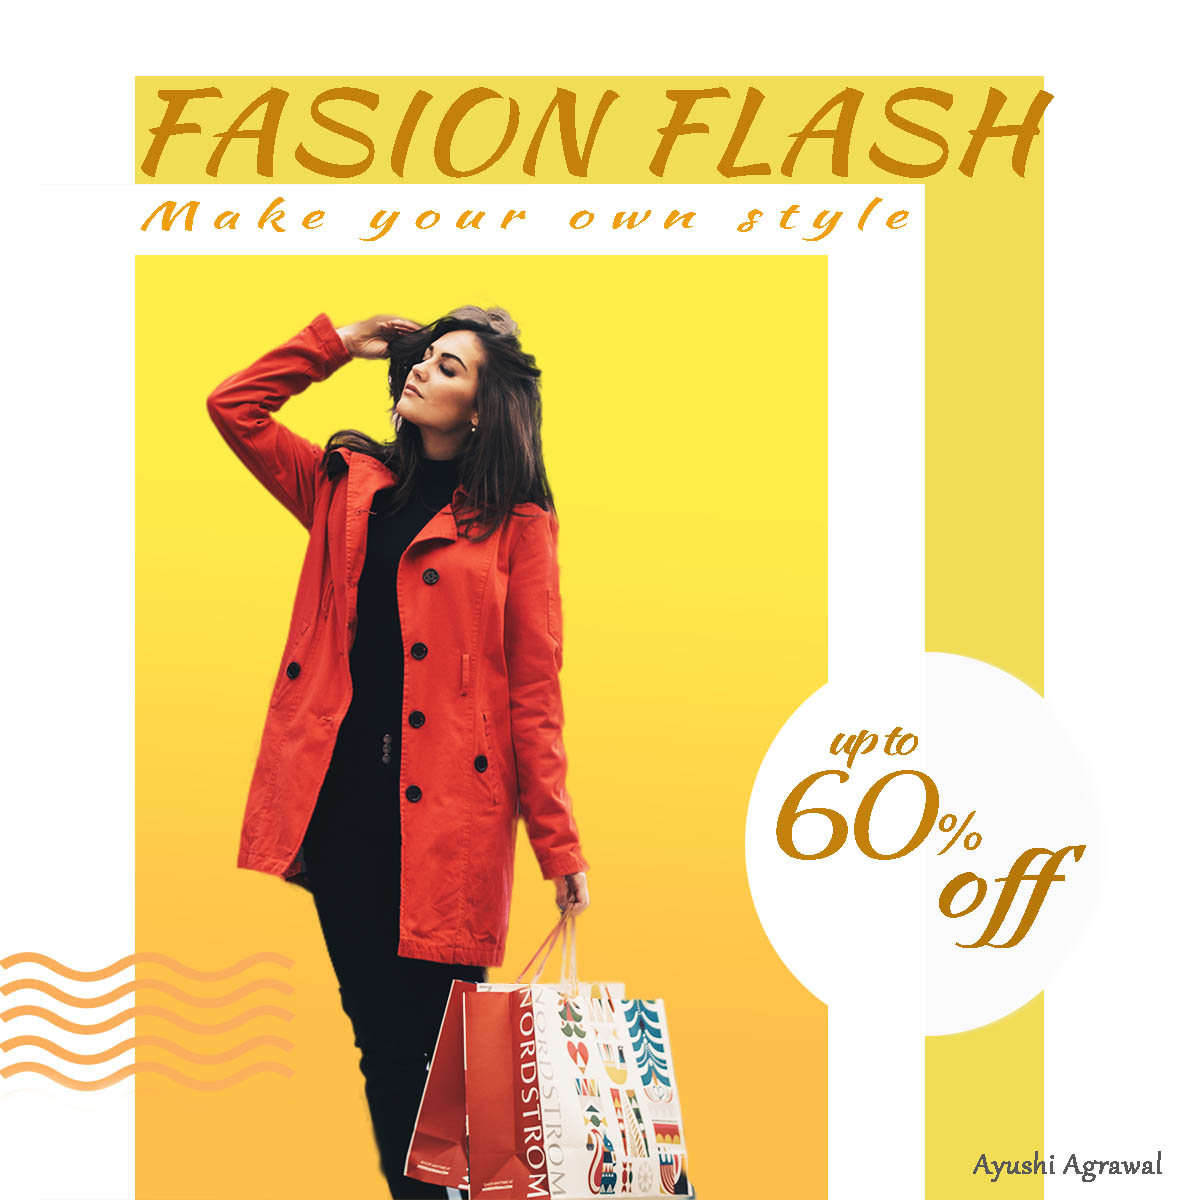 FASION FLASH
Make your own style
up to
60%
off
NORDSTROM
NORDSTROM
Ayushi Agrawal